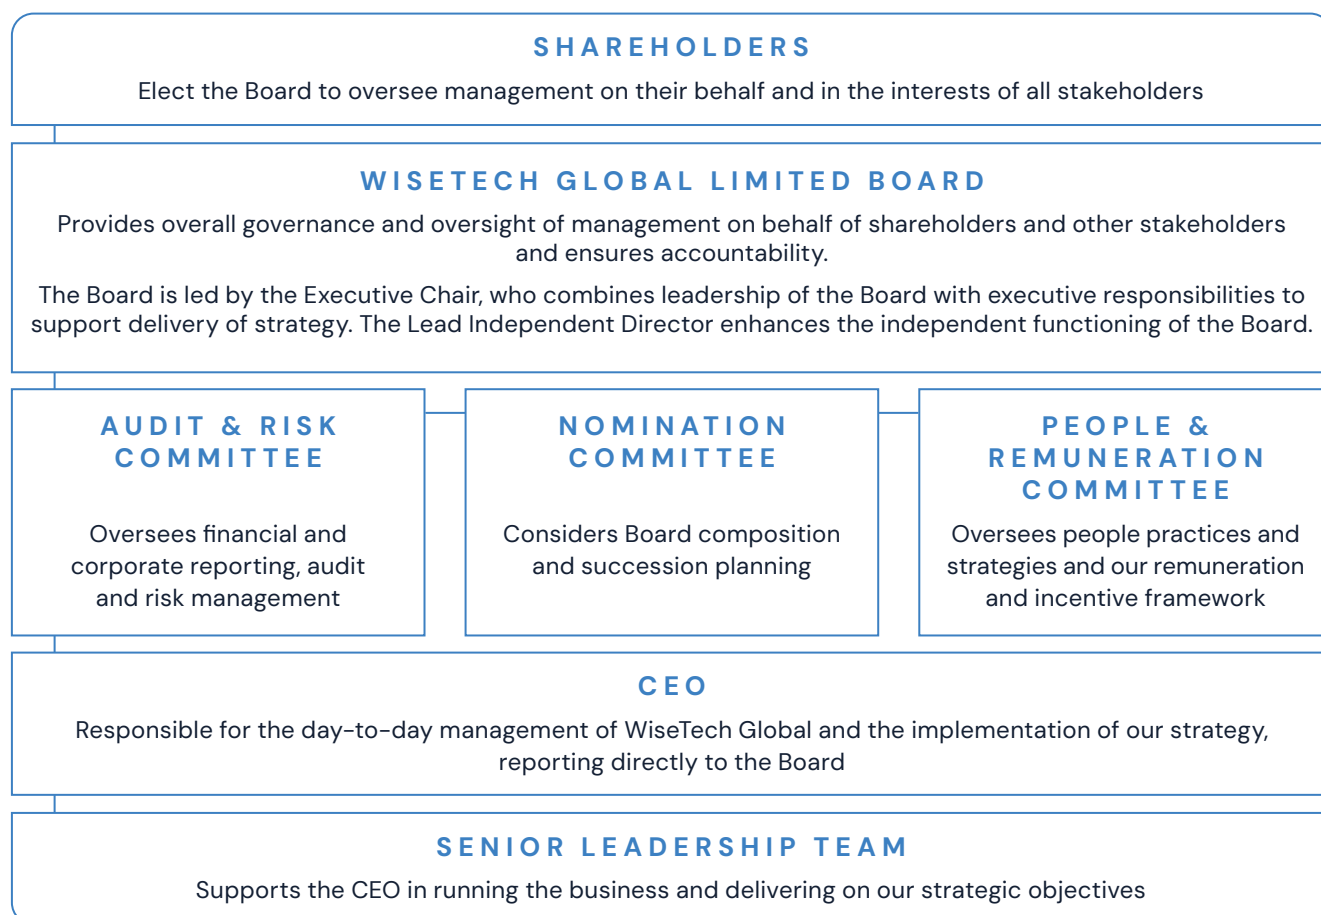 SHAREHOLDERS
Elect the Board to oversee management on their behalf and in the interests of all stakeholders
WISETECH GLOBAL LIMITED BOARD
Provides overall governance and oversight of management on behalf of shareholders and other stakeholders
and ensures accountability.
The Board is led by the Executive Chair, who combines leadership of the Board with executive responsibilities to
support delivery of strategy. The Lead Independent Director enhances the independent functioning of the Board.
AUDIT & RISK
COMMITTEE
Oversees financial and
corporate reporting, audit
and risk management
NOMINATION
COMMITTEE
Considers Board composition
and succession planning
PEOPLE &
REMUNERATION
COMMITTEE
Oversees people practices and
strategies and our remuneration
and incentive framework
CEO
Responsible for the day-to-day management of WiseTech Global and the implementation of our strategy,
reporting directly to the Board
SENIOR LEADERSHIP TEAM
Supports the CEO in running the business and delivering on our strategic objectives